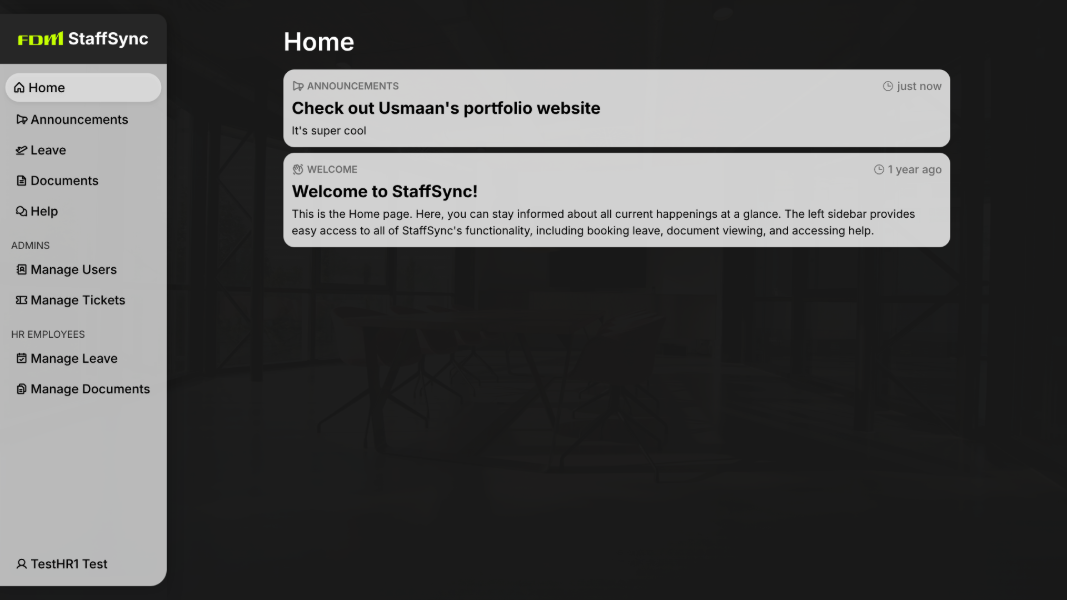 FDM StaffSync
Home
Announcements
Leave
Documents
Help
ADMINS
Manage Users
Manage Tickets
HR EMPLOYEES
Manage Leave
Manage Documents
TestHR1 Test
Home
ANNOUNCEMENTS just now
Check out Usmaan's portfolio website
It's super cool
WELCOME 1 year ago
Welcome to StaffSync!
This is the Home page. Here, you can stay informed about all current happenings at a glance. The left sidebar provides
easy access to all of StaffSync's functionality, including booking leave, document viewing, and accessing help.